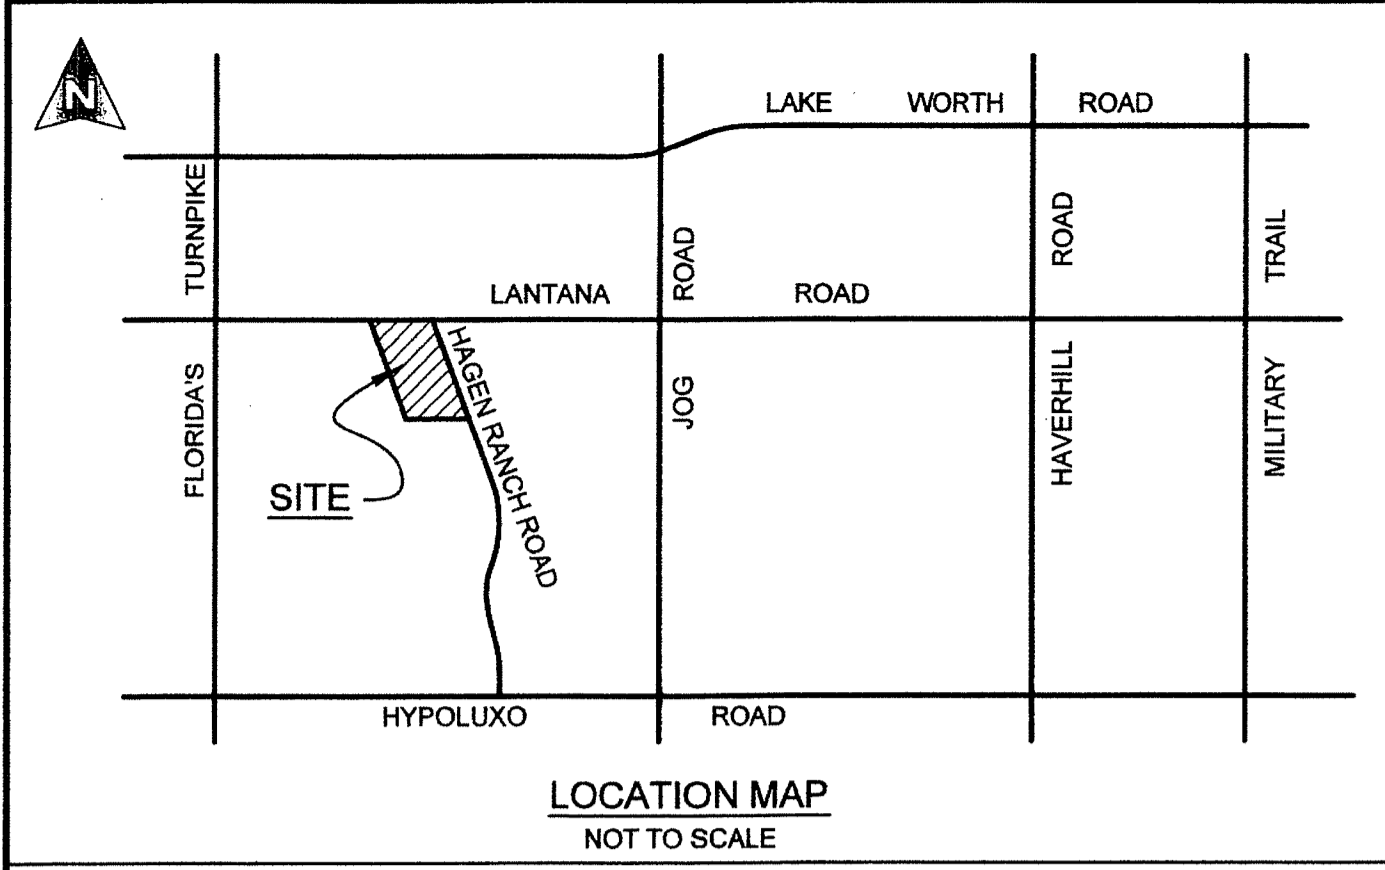 N
LAKE WORTH ROAD
FLORIDA'S TURNPIKE
JOG ROAD
HAVERHILL ROAD
MILITARY TRAIL
LANTANA ROAD
HAGEN RANCH ROAD
SITE
HYPOLUXO ROAD
LOCATION MAP
NOT TO SCALE